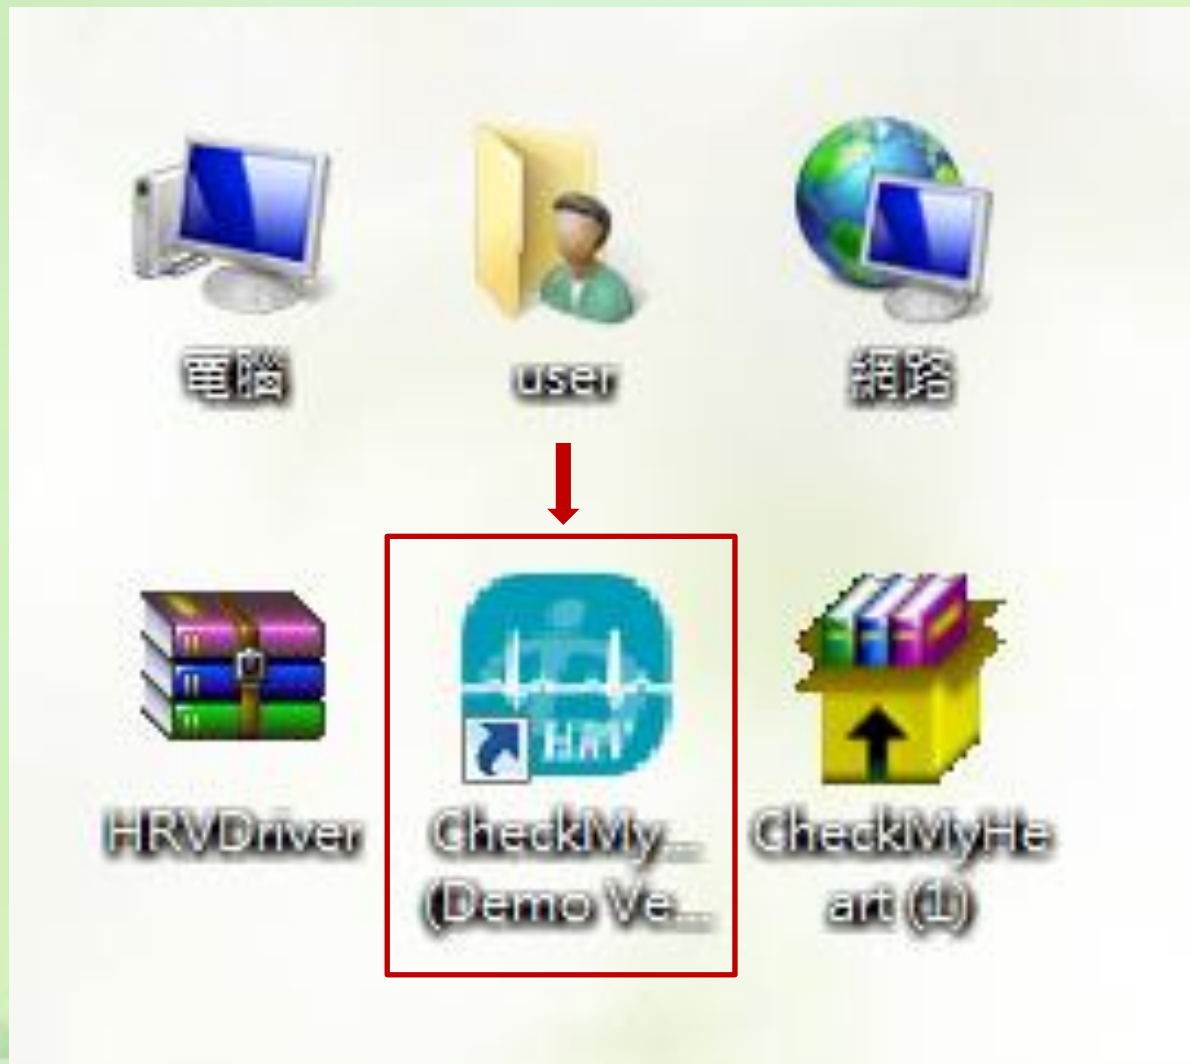 電腦
user
網路
HRV
HRVDriver
CheckMy...
(Demo Ve...
CheckMyHe
art (1)